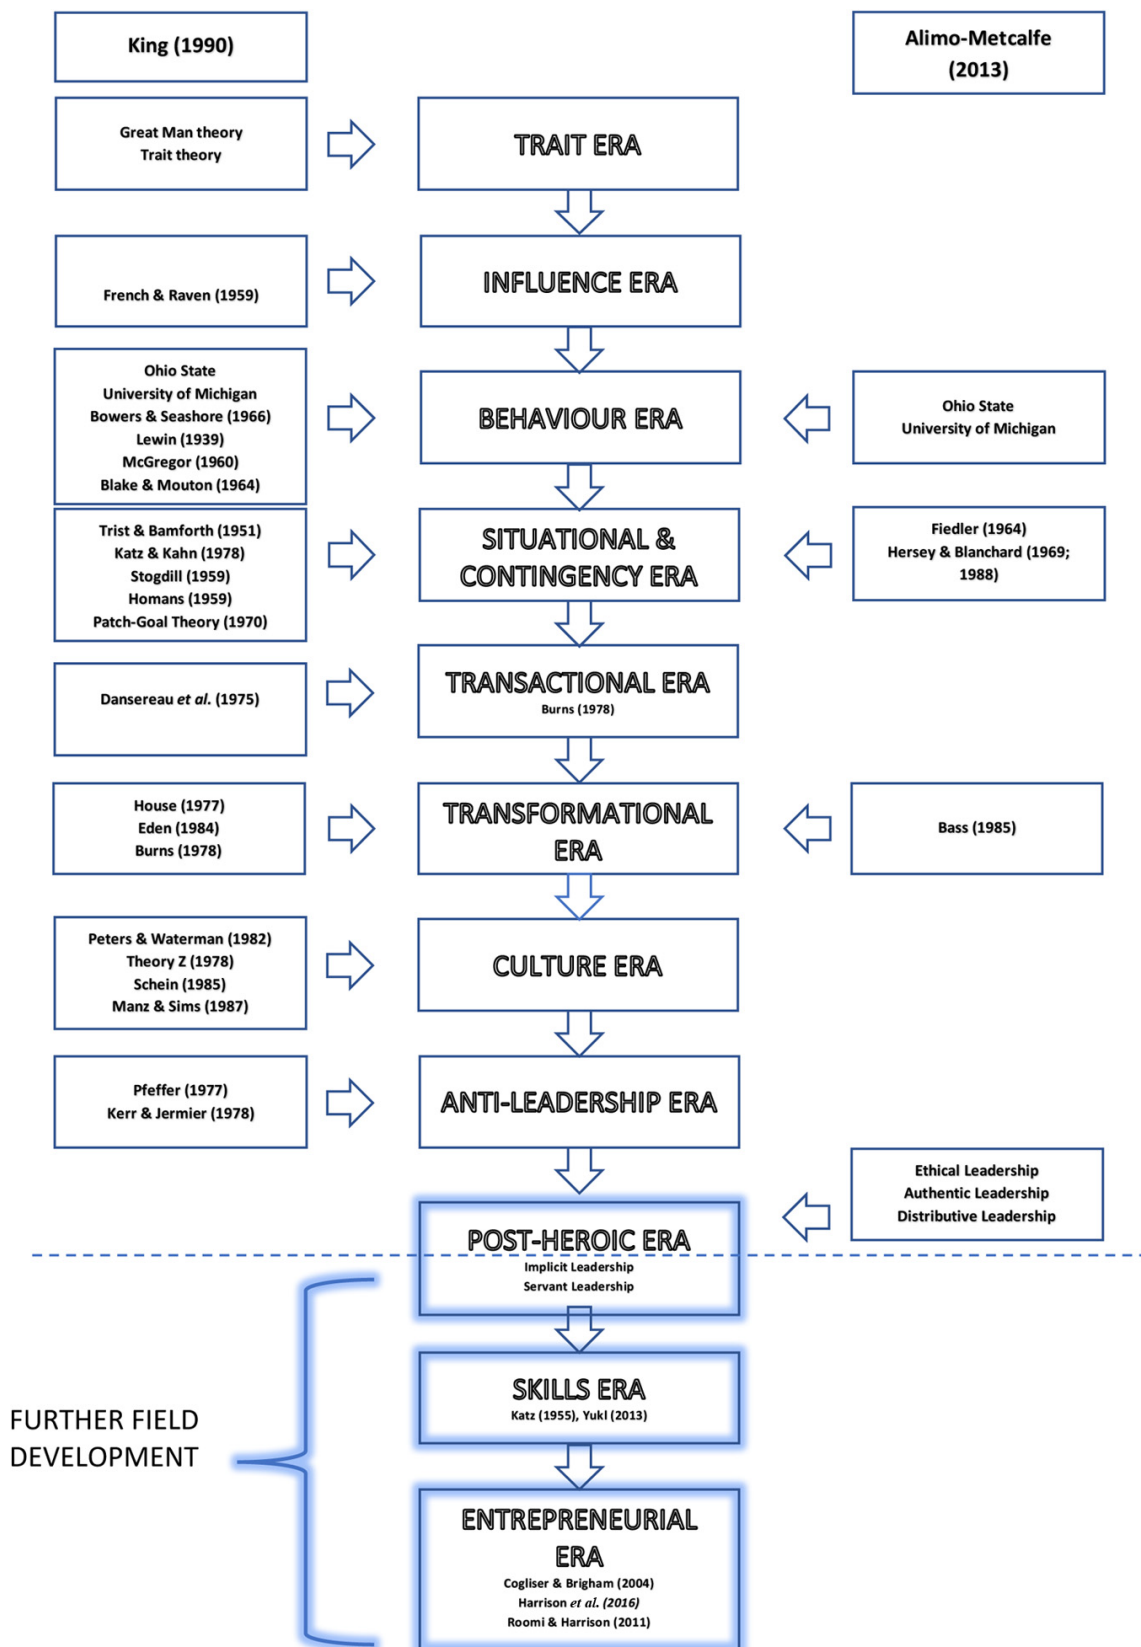 King (1990)
Alimo-Metcalfe
(2013)
Great Man theory
Trait theory
TRAIT ERA
French & Raven (1959)
INFLUENCE ERA
Ohio State
University of Michigan
Bowers & Seashore (1966)
Lewin (1939)
McGregor (1960)
Blake & Mouton (1964)
BEHAVIOUR ERA
Ohio State
University of Michigan
Trist & Bamforth (1951)
Katz & Kahn (1978)
Stogdill (1959)
Homans (1959)
Patch-Goal Theory (1970)
SITUATIONAL &
CONTINGENCY ERA
Fiedler (1964)
Hersey & Blanchard (1969;
1988)
Dansereau et al. (1975)
TRANSACTIONAL ERA
Burns (1978)
House (1977)
Eden (1984)
Burns (1978)
TRANSFORMATIONAL
ERA
Bass (1985)
Peters & Waterman (1982)
Theory Z (1978)
Schein (1985)
Manz & Sims (1987)
CULTURE ERA
Pfeffer (1977)
Kerr & Jermier (1978)
ANTI-LEADERSHIP ERA
Ethical Leadership
Authentic Leadership
Distributive Leadership
POST-HEROIC ERA
Implicit Leadership
Servant Leadership
SKILLS ERA
Katz (1955), Yukl (2013)
FURTHER FIELD
DEVELOPMENT
ENTREPRENEURIAL
ERA
Cogliser & Brigham (2004)
Harrison et al. (2016)
Roomi & Harrison (2011)